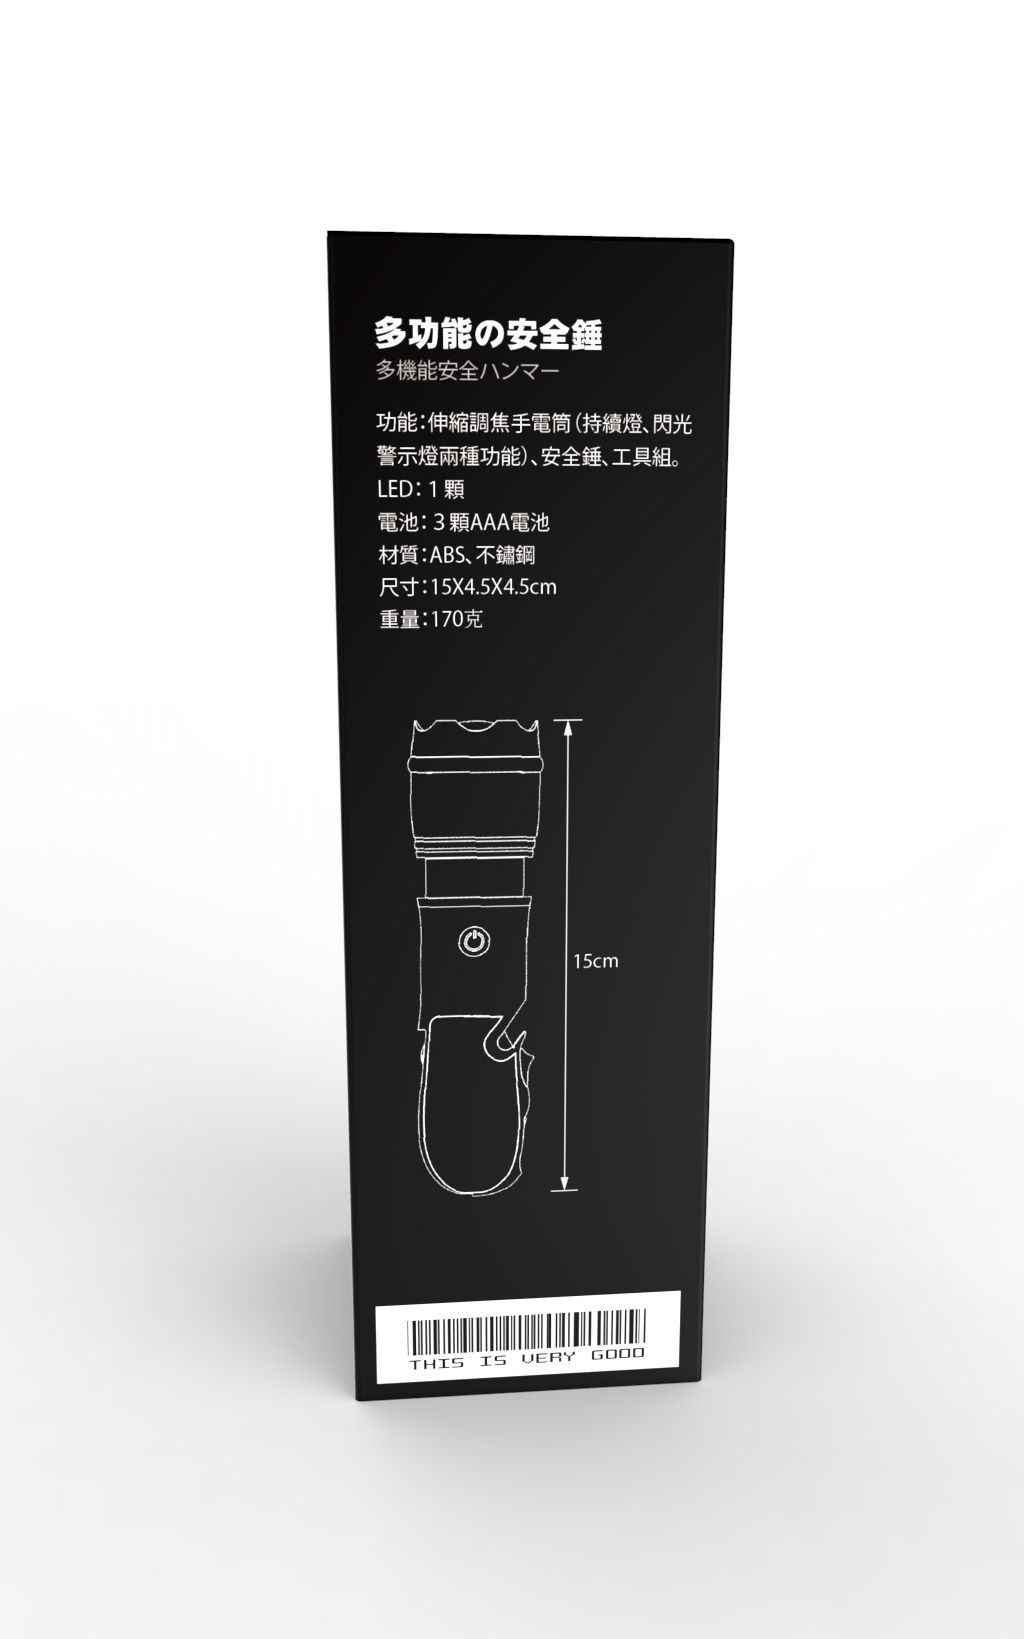 多功能の安全錘
多機能安全ハンマー
功能：伸縮調焦手電筒（持續燈、閃光
警示燈兩種功能）、安全錘、工具組。
LED：1 顆
電池：3 顆AAA電池
材質：ABS、不鏽鋼
尺寸：15X4.5X4.5cm
重量：170克
15cm
THIS IS VERY GOOD